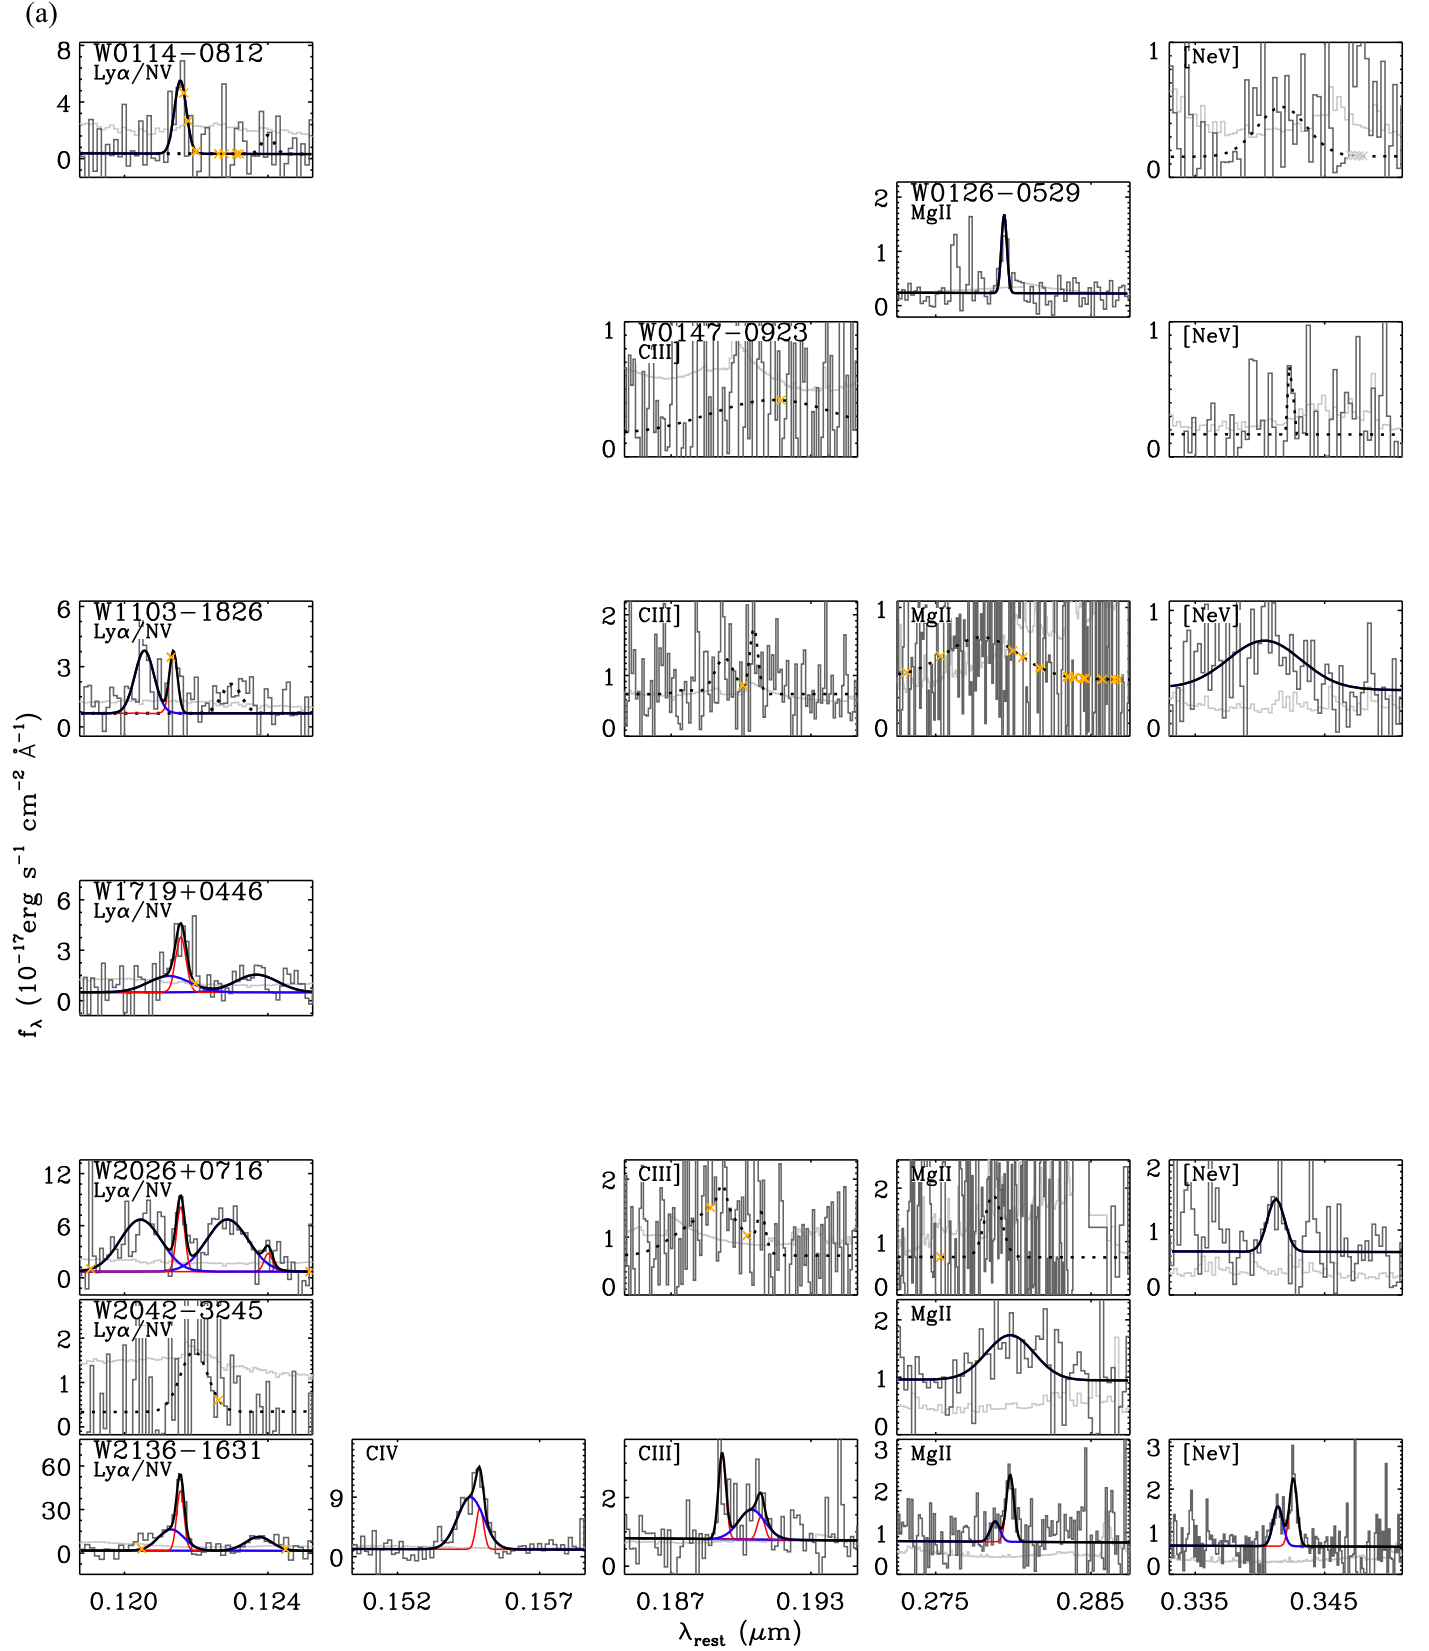 (a)
W0114−0812
Lyα/NV
8
4
0
[NeV]
1
0
W0126−0529
MgII
2
1
0
W0147−0923
CIII]
1
0
[NeV]
1
0
W1103−1826
Lyα/NV
6
3
0
CIII]
2
1
0
MgII
1
0
[NeV]
1
0
W1719+0446
Lyα/NV
6
3
0
fλ (10⁻¹⁷erg s⁻¹ cm⁻² Å⁻¹)
W2026+0716
Lyα/NV
12
6
0
CIII]
2
1
0
MgII
2
1
0
[NeV]
2
1
0
W2042−3245
Lyα/NV
2
1
0
MgII
2
1
0
W2136−1631
Lyα/NV
60
30
0
CIV
9
0
CIII]
2
0
MgII
3
2
1
0
[NeV]
3
2
1
0
0.120 0.124 0.152 0.157 0.187 0.193 0.275 0.285 0.335 0.345
λrest (μm)